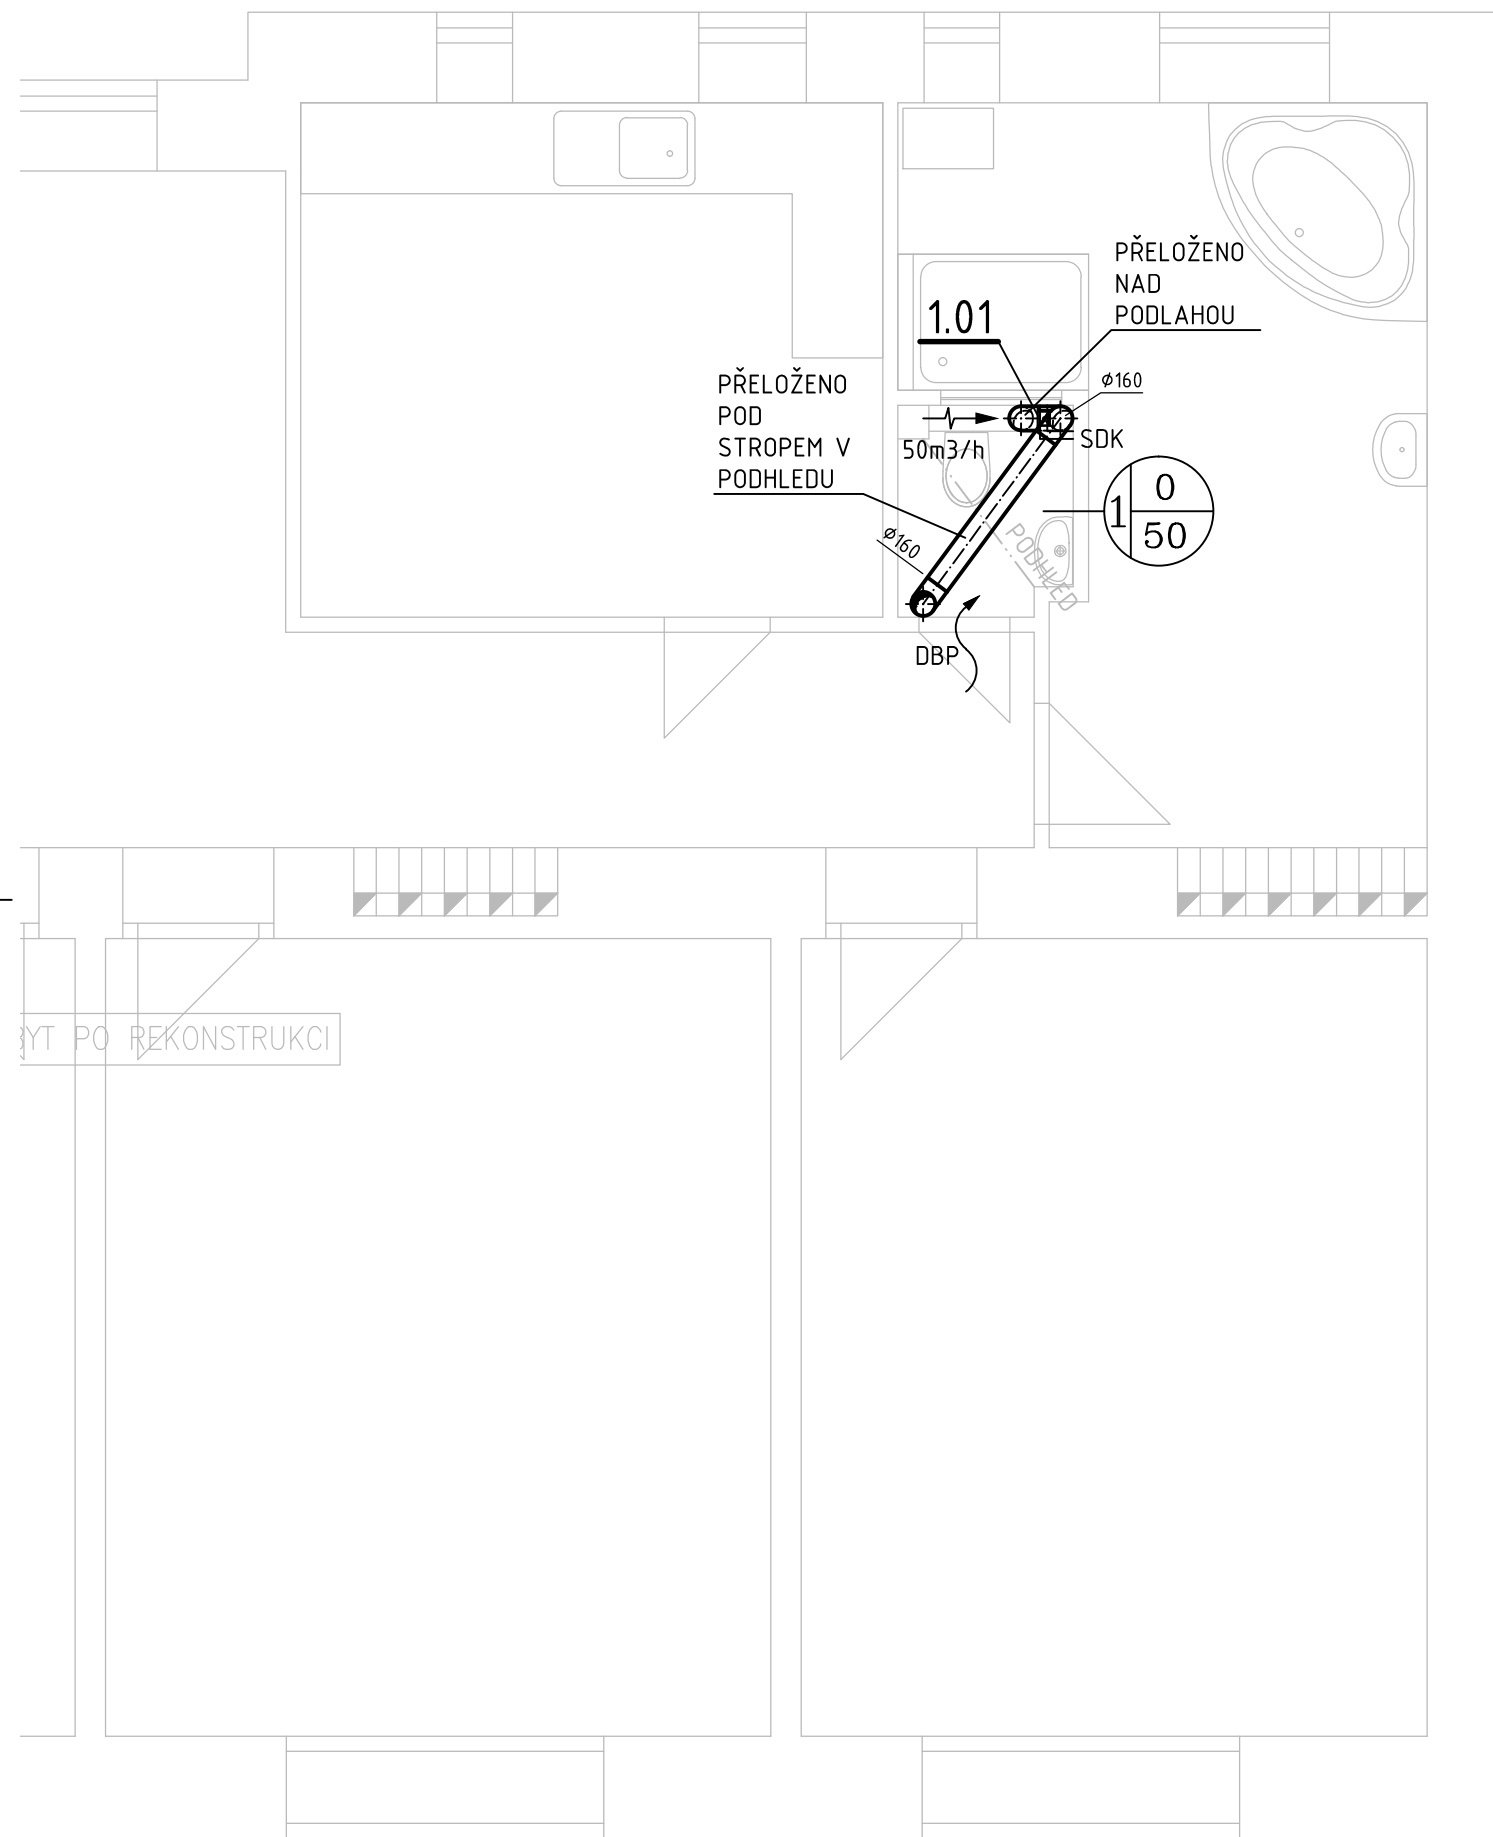 PŘELOŽENO
NAD
PODLAHOU
1.01
PŘELOŽENO
POD
STROPEM V
PODHLEDU
ø160
50m3/h
SDK
1
0
50
ø160
PODHLED
DBP
BYT PO REKONSTRUKCI